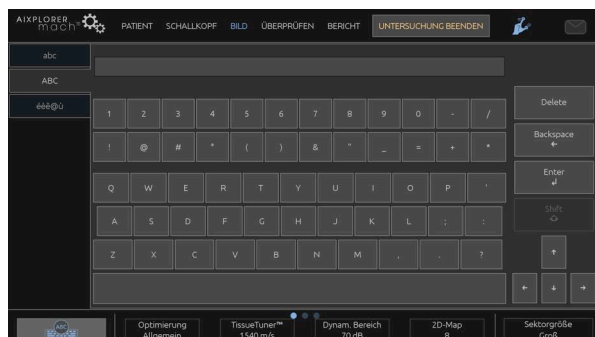 AIXPLORER
mach
PATIENT SCHALLKOPF BILD ÜBERPRÜFEN BERICHT UNTERSUCHUNG BEENDEN
abc
ABC
éèê@ù
1 2 3 4 5 6 7 8 9 0 - /
Delete
! @ # ( ) & _ = + *
Backspace
Q W E R T Y U I O P '
Enter
A S D F G H J K L ; :
Shift
Z X C V B N M , . ?
ABC
Optimierung TissueTuner™ Dynam. Bereich 2D-Map Sektorgröße
Allgemein 1540 m/s 70 dB 8 Groß